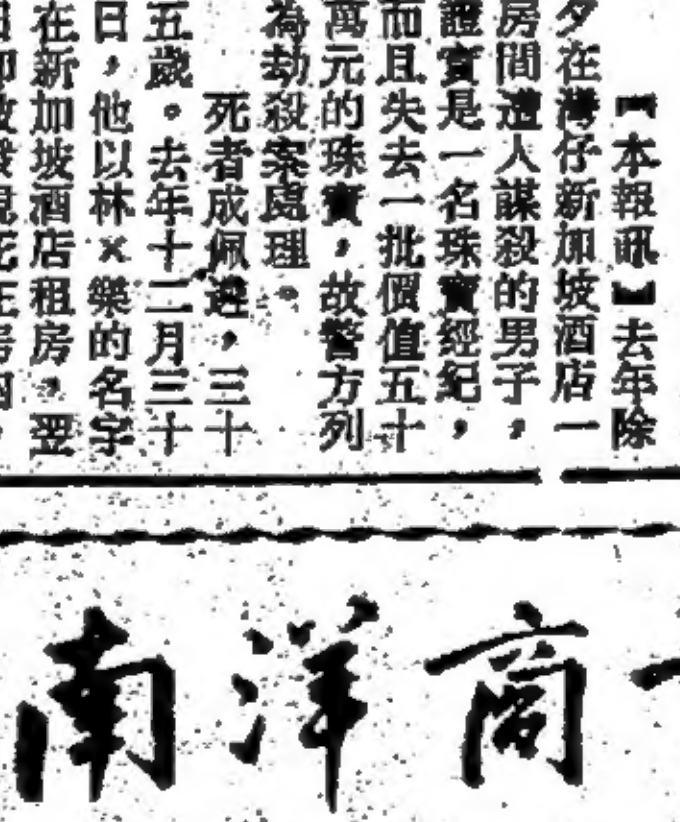 【本報訊】去年除
夕在灣仔新加坡酒店一
房間遭人謀殺的男子，
證實是一名珠寶經紀，
而且失去一批價值五十
萬元的珠寶，故警方列
為劫殺案處理。
死者成佩遜，三十
五歲。去年十二月三十
日，他以林×樂的名字
在新加坡酒店租房，翌
南洋商